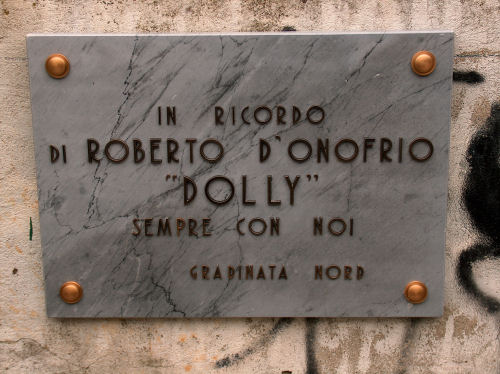 IN RICORDO
DI ROBERTO D'ONOFRIO
"DOLLY"
SEMPRE CON NOI
GRADINATA NORD